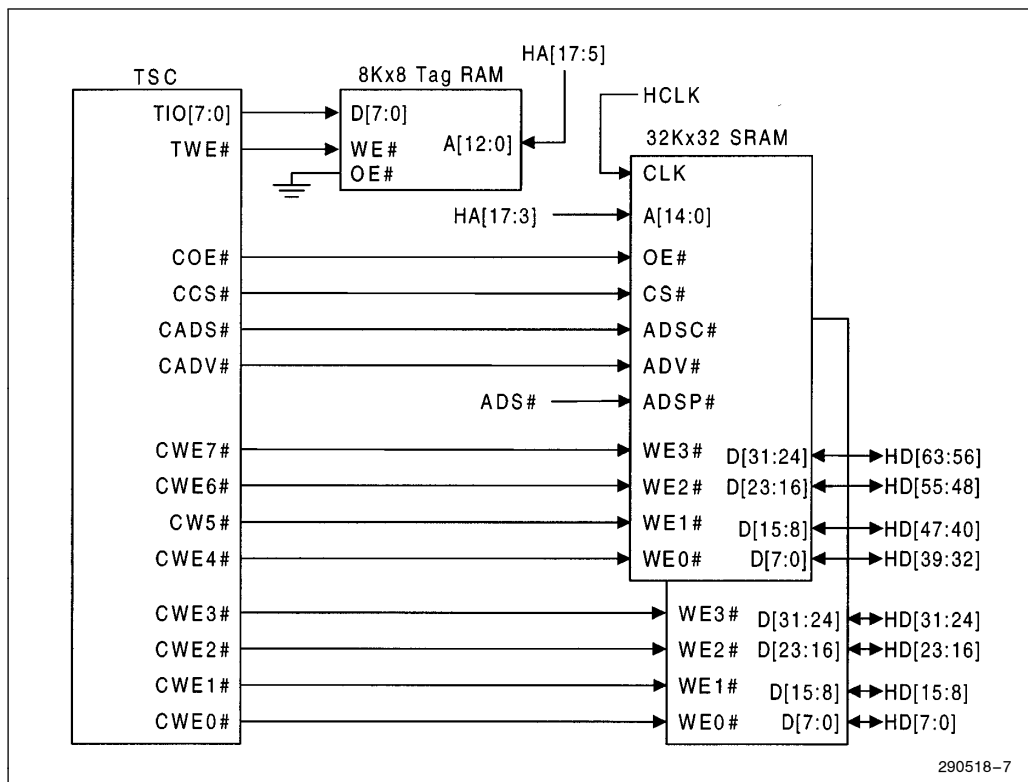 HA[17:5]
TSC
8Kx8 Tag RAM
HCLK
TIO[7:0]
D[7:0]
TWE#
WE#
A[12:0]
OE#
32Kx32 SRAM
CLK
HA[17:3]
A[14:0]
COE#
OE#
CCS#
CS#
CADS#
ADSC#
CADV#
ADV#
ADS#
ADSP#
CWE7#
WE3#
D[31:24]
HD[63:56]
CWE6#
WE2#
D[23:16]
HD[55:48]
CW5#
WE1#
D[15:8]
HD[47:40]
CWE4#
WE0#
D[7:0]
HD[39:32]
CWE3#
WE3#
D[31:24]
HD[31:24]
CWE2#
WE2#
D[23:16]
HD[23:16]
CWE1#
WE1#
D[15:8]
HD[15:8]
CWE0#
WE0#
D[7:0]
HD[7:0]
290518–7